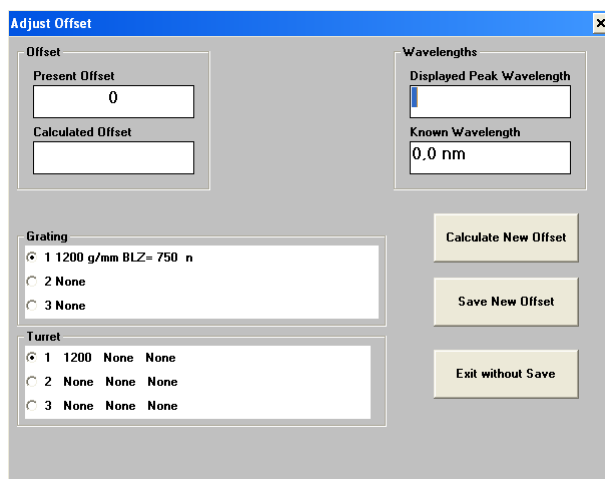 Adjust Offset
Offset
Present Offset
0
Calculated Offset
Wavelengths
Displayed Peak Wavelength
Known Wavelength
0,0 nm
Grating
1 1200 g/mm BLZ= 750 n
2 None
3 None
Turret
1 1200 None None
2 None None None
3 None None None
Calculate New Offset
Save New Offset
Exit without Save